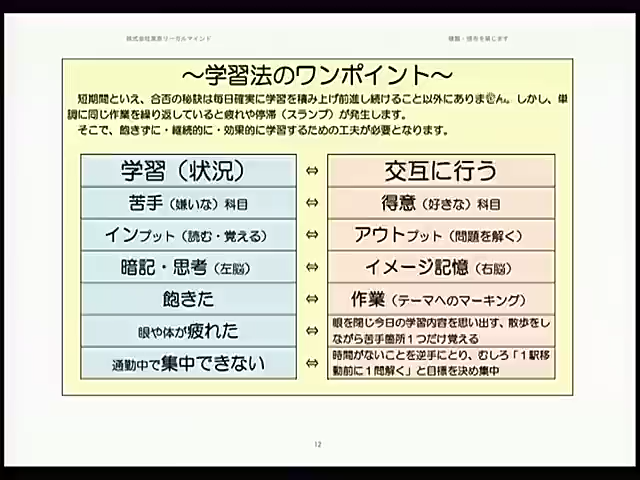 株式会社東京リーガルマインド 複製・頒布を禁じます
～学習法のワンポイント～
短期間といえ、合否の秘訣は毎日確実に学習を積み上げ前進し続けること以外にありません。しかし、単
調に同じ作業を繰り返していると疲れや停滞（スランプ）が発生します。
そこで、飽きずに・継続的に・効果的に学習するための工夫が必要となります。
学習（状況） ⇔ 交互に行う
苦手（嫌いな）科目 ⇔ 得意（好きな）科目
インプット（読む・覚える） ⇔ アウトプット（問題を解く）
暗記・思考（左脳） ⇔ イメージ記憶（右脳）
飽きた ⇔ 作業（テーマへのマーキング）
眼や体が疲れた ⇔ 眼を閉じ今日の学習内容を思い出す、散歩をし
ながら苦手箇所１つだけ覚える
通勤中で集中できない ⇔ 時間がないことを逆手にとり、むしろ「１駅移
動前に１問解く」と目標を決め集中
12